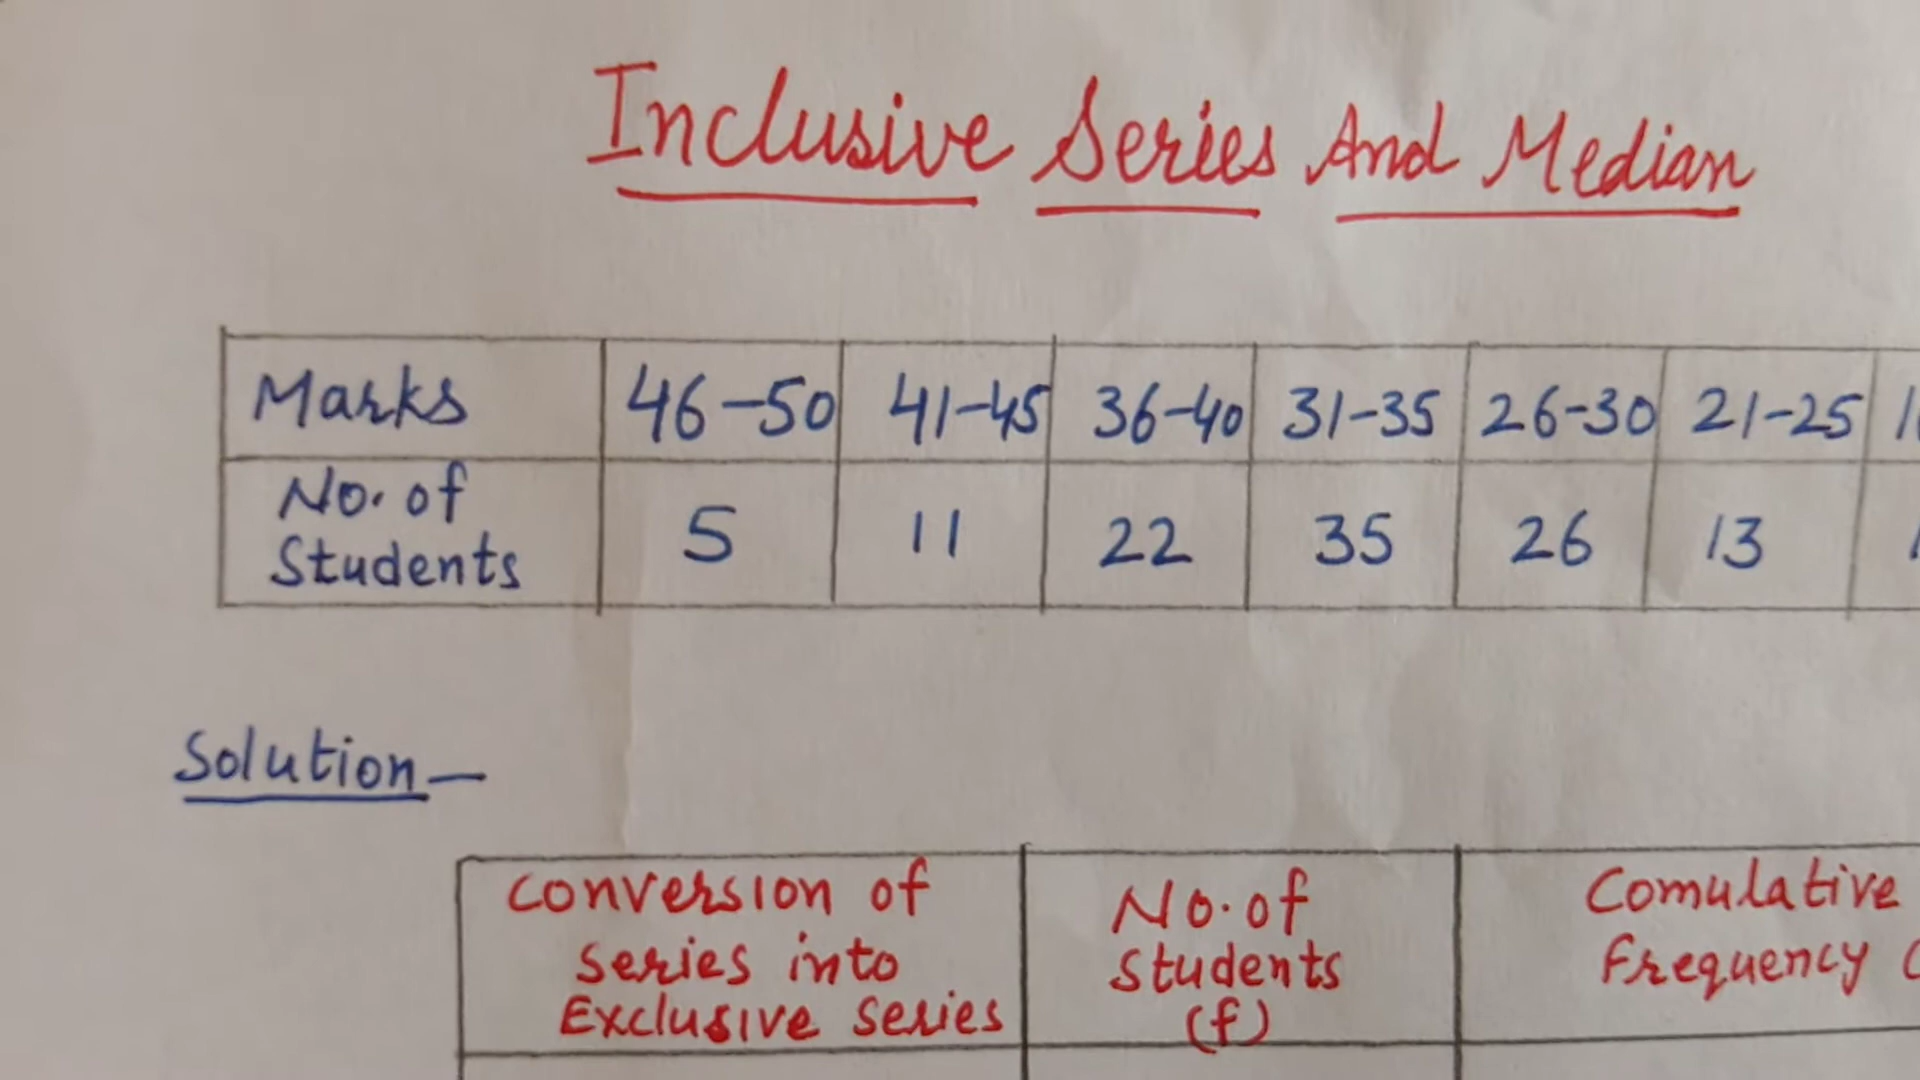 Inclusive Series And Median
Marks 46-50 41-45 36-40 31-35 26-30 21-25
No. of Students 5 11 22 35 26 13
Solution—
Conversion of series into Exclusive series
No. of Students (f)
Comulative Frequency